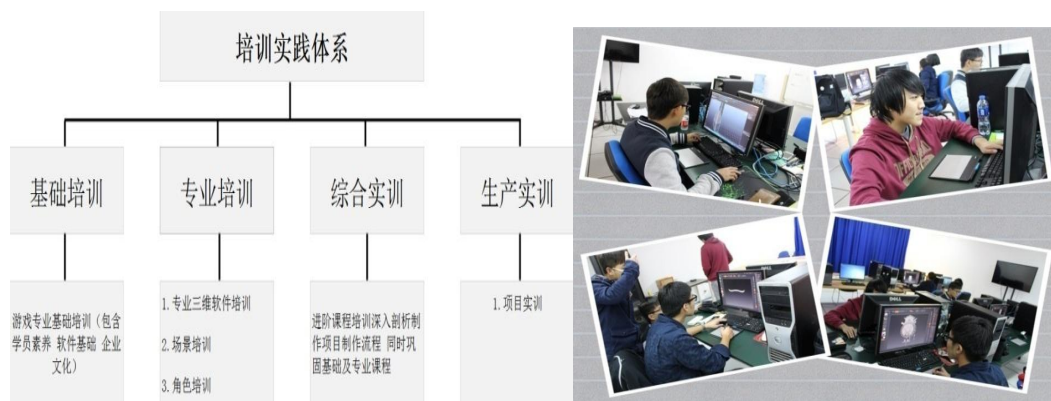 培训实践体系
基础培训
专业培训
综合实训
生产实训
游戏专业基础培训（包含
学员素养 软件基础 企业
文化）
1.专业三维软件培训
2.场景培训
3.角色培训
进阶课程培训深入剖析制
作项目制作流程 同时巩
固基础及专业课程
1.项目实训
DELL
DELL